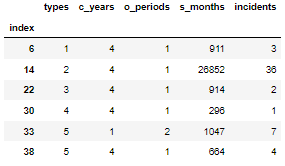 types c_years o_periods s_months incidents
index
6 1 4 1 911 3
14 2 4 1 26852 36
22 3 4 1 914 2
30 4 4 1 296 1
33 5 1 2 1047 7
38 5 4 1 664 4